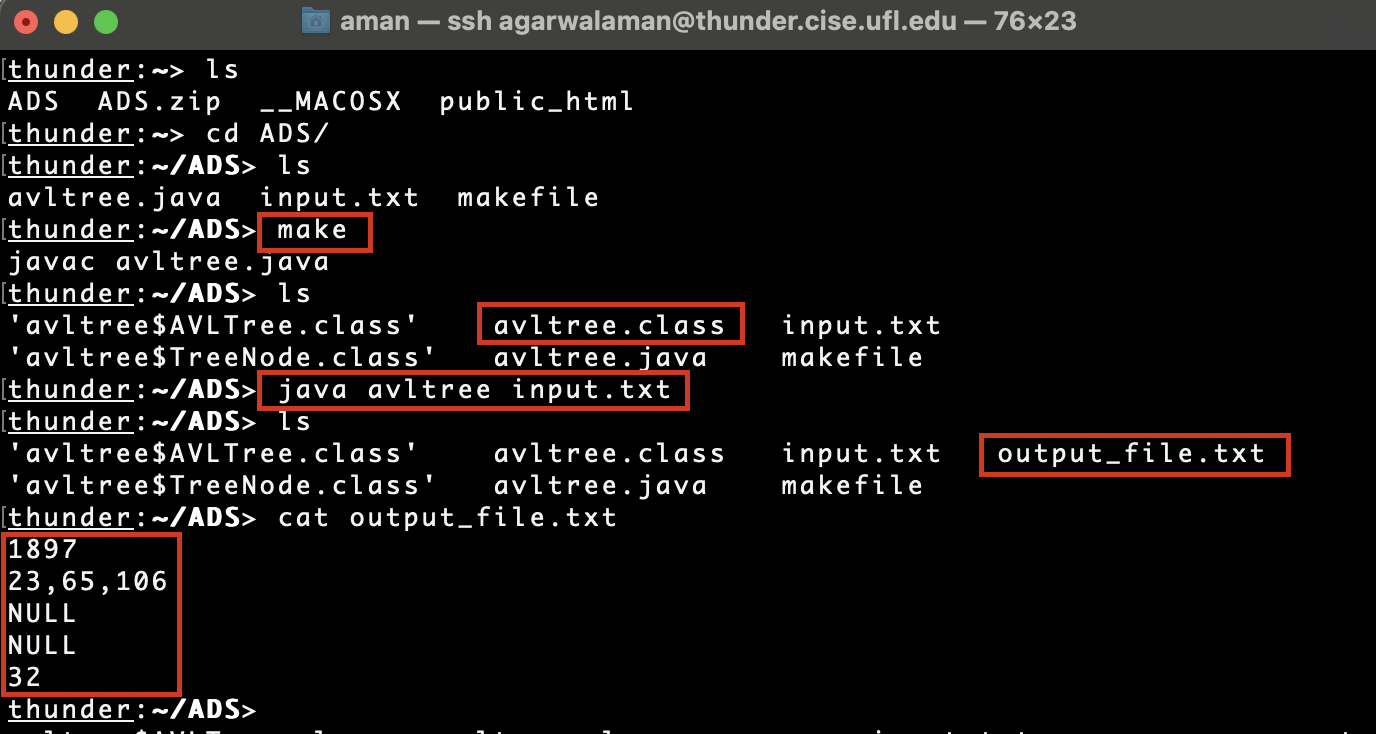 aman — ssh agarwalaman@thunder.cise.ufl.edu — 76×23
[thunder:~> ls
ADS  ADS.zip  __MACOSX  public_html
[thunder:~> cd ADS/
[thunder:~/ADS> ls
avltree.java  input.txt  makefile
[thunder:~/ADS> make
javac avltree.java
[thunder:~/ADS> ls
'avltree$AVLTree.class'   avltree.class   input.txt
'avltree$TreeNode.class'   avltree.java   makefile
[thunder:~/ADS> java avltree input.txt
[thunder:~/ADS> ls
'avltree$AVLTree.class'   avltree.class   input.txt   output_file.txt
'avltree$TreeNode.class'   avltree.java   makefile
[thunder:~/ADS> cat output_file.txt
1897
23,65,106
NULL
NULL
32
thunder:~/ADS>